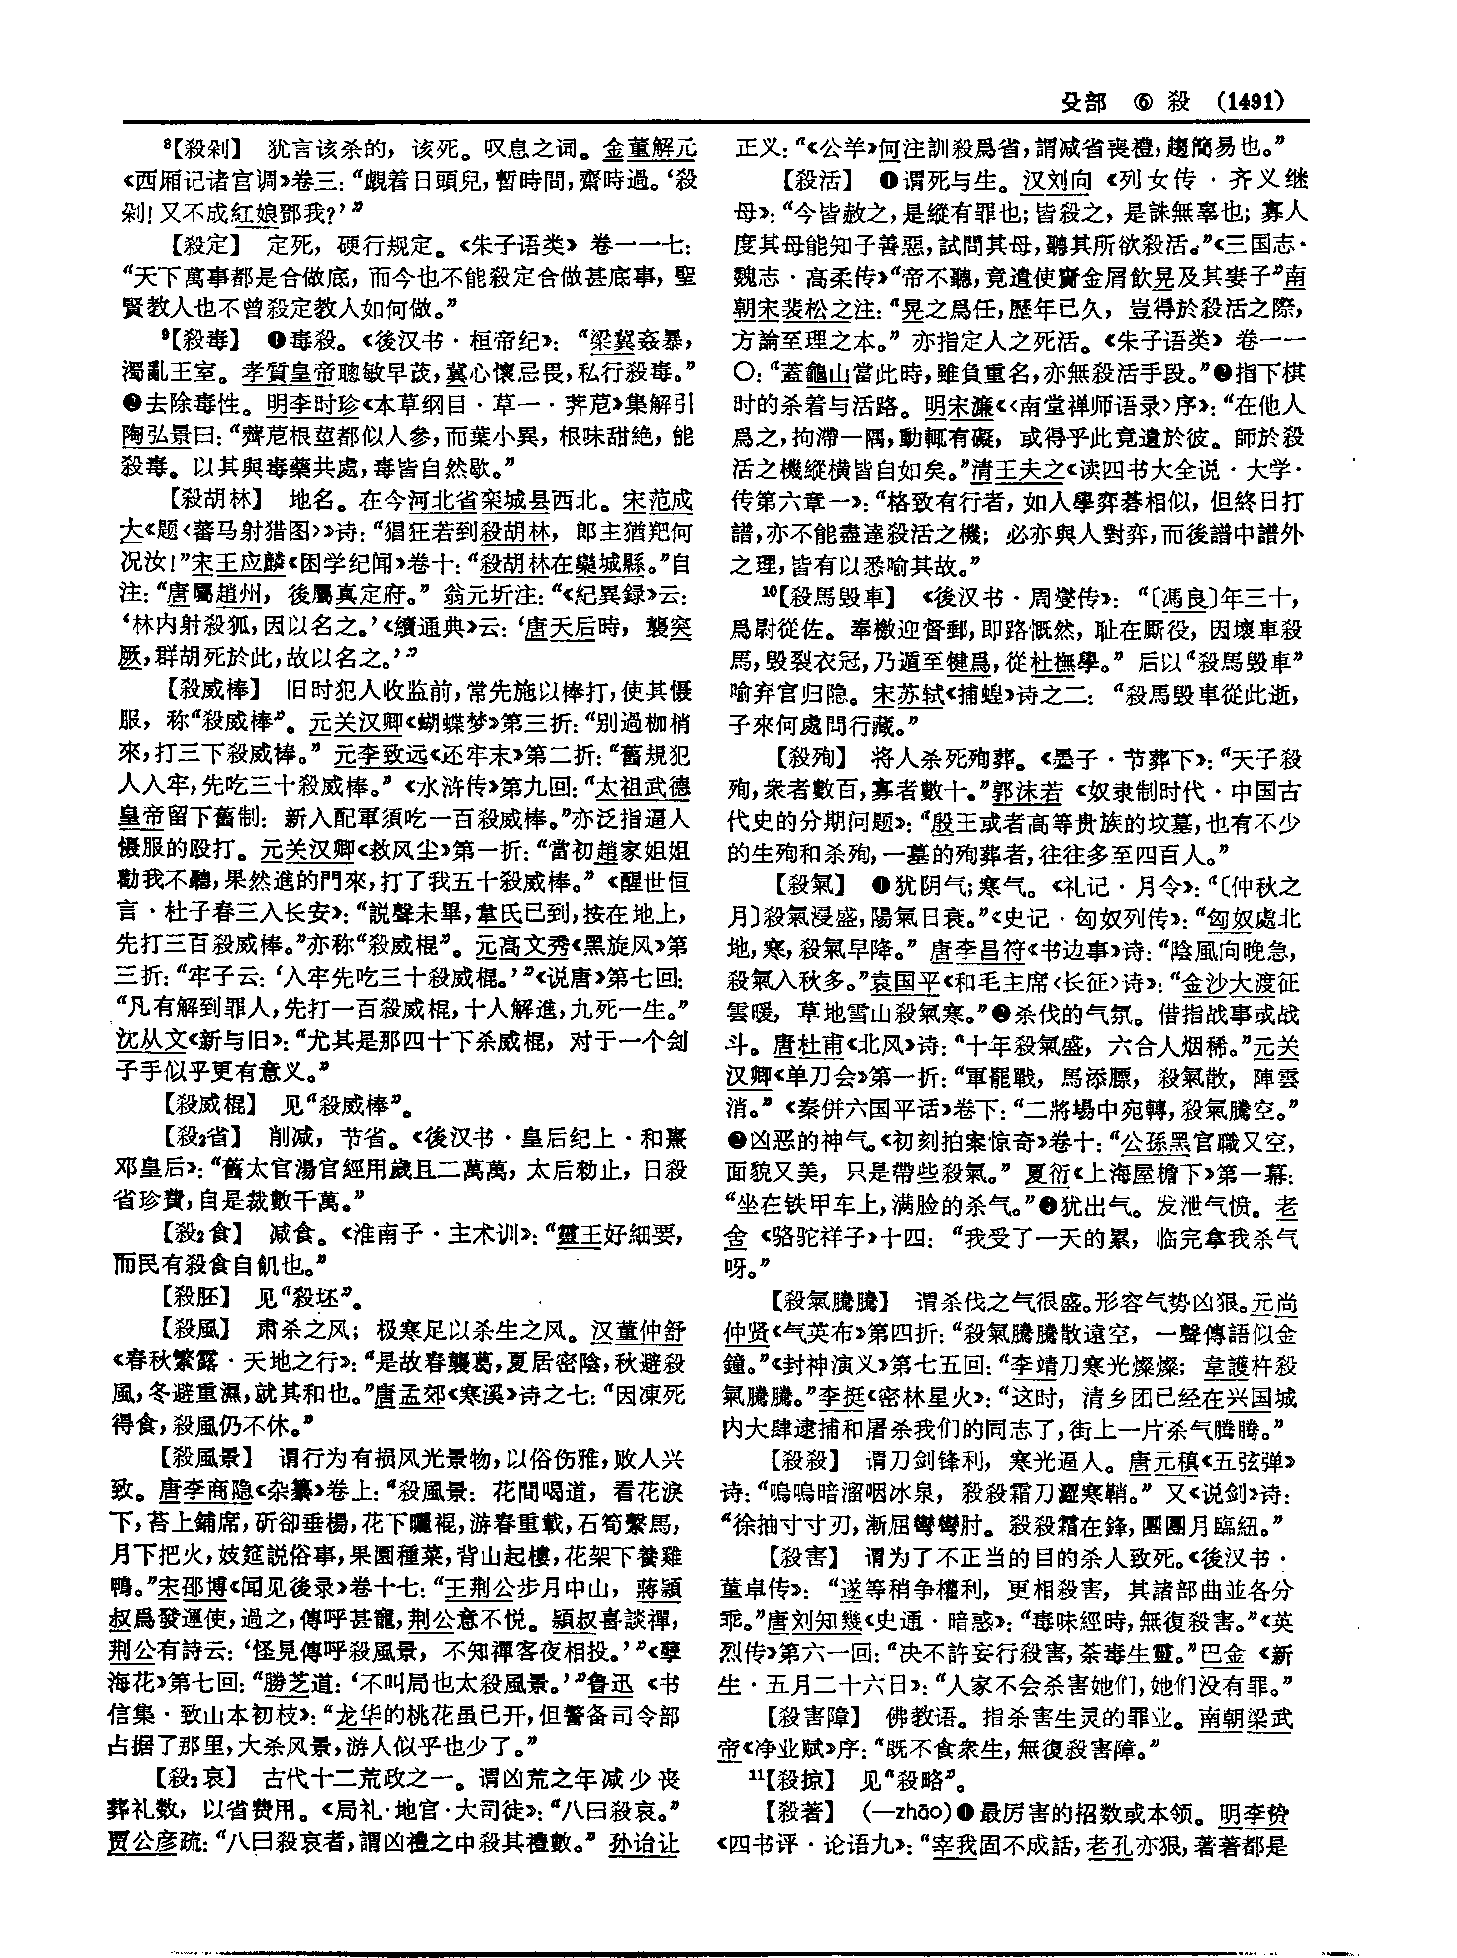 殳部 ⑥ 殺 (1491)
⁸【殺剁】 犹言该杀的，该死。叹息之词。金董解元
《西厢记诸宫调》卷三：“覷着日頭兒，暫時間，齋時過。‘殺
剁！又不成紅娘鄧我？’”
【殺定】 定死，硬行规定。《朱子语类》卷一一七：
“天下萬事都是合做底，而今也不能殺定合做甚底事，聖
賢教人也不曾殺定教人如何做。”
⁹【殺毒】 ❶毒殺。《後汉书·桓帝纪》：“梁冀姦暴，
濁亂王室。孝質皇帝聰敏早茂，冀心懷忌畏，私行殺毒。”
❷去除毒性。明李时珍《本草纲目·草一·荠苨》集解引
陶弘景曰：“薺苨根莖都似人參，而葉小異，根味甜絶，能
殺毒。以其與毒藥共處，毒皆自然歇。”
【殺胡林】 地名。在今河北省栾城县西北。宋范成
大《题〈蕃马射猎图〉》诗：“猖狂若到殺胡林，郎主猶羓何
况汝！”宋王应麟《困学纪闻》卷十：“殺胡林在欒城縣。”自
注：“唐屬趙州，後屬真定府。”翁元圻注：“《紀異録》云：
‘林内射殺狐，因以名之。’《續通典》云：‘唐天后時，襲突
厥，群胡死於此，故以名之。’”
【殺威棒】 旧时犯人收监前，常先施以棒打，使其慑
服，称“殺威棒”。元关汉卿《蝴蝶梦》第三折：“别過枷梢
來，打三下殺威棒。”元李致远《还牢末》第二折：“舊規犯
人入牢，先吃三十殺威棒。”《水浒传》第九回：“太祖武德
皇帝留下舊制：新入配軍須吃一百殺威棒。”亦泛指逼人
慑服的殴打。元关汉卿《救风尘》第一折：“當初趙家姐姐
勸我不聽，果然進的門來，打了我五十殺威棒。”《醒世恒
言·杜子春三入长安》：“説聲未畢，韋氏已到，按在地上，
先打三百殺威棒。”亦称“殺威棍”。元高文秀《黑旋风》第
三折：“牢子云：‘入牢先吃三十殺威棍。’”《说唐》第七回：
“凡有解到罪人，先打一百殺威棍，十人解進，九死一生。”
沈从文《新与旧》：“尤其是那四十下杀威棍，对于一个刽
子手似乎更有意义。”
【殺威棍】 见“殺威棒”。
【殺₂省】 削减，节省。《後汉书·皇后纪上·和熹
邓皇后》：“舊太官湯官經用歲且二萬萬，太后勑止，日殺
省珍費，自是裁數千萬。”
【殺₂食】 减食。《淮南子·主术训》：“靈王好細要，
而民有殺食自飢也。”
【殺胚】 见“殺坯”。
【殺風】 肃杀之风；极寒足以杀生之风。汉董仲舒
《春秋繁露·天地之行》：“是故春襲葛，夏居密陰，秋避殺
風，冬避重濕，就其和也。”唐孟郊《寒溪》诗之七：“因凍死
得食，殺風仍不休。”
【殺風景】 谓行为有损风光景物，以俗伤雅，败人兴
致。唐李商隐《杂纂》卷上：“殺風景：花間喝道，看花淚
下，苔上鋪席，斫卻垂楊，花下曬裩，游春重載，石筍繫馬，
月下把火，妓筵説俗事，果園種菜，背山起樓，花架下養雞
鴨。”宋邵博《闻见後录》卷十七：“王荆公步月中山，蔣穎
叔爲發運使，過之，傳呼甚寵，荆公意不悦。穎叔喜談禪，
荆公有詩云：‘怪見傳呼殺風景，不知禪客夜相投。’”《孽
海花》第七回：“勝芝道：‘不叫局也太殺風景。’”鲁迅《书
信集·致山本初枝》：“龙华的桃花虽已开，但警备司令部
占据了那里，大杀风景，游人似乎也少了。”
【殺₂哀】 古代十二荒政之一。谓凶荒之年减少丧
葬礼数，以省费用。《周礼·地官·大司徒》：“八曰殺哀。”
贾公彦疏：“八曰殺哀者，謂凶禮之中殺其禮數。”孙诒让
正义：“《公羊》何注訓殺爲省，謂减省喪禮，趨簡易也。”
【殺活】 ❶谓死与生。汉刘向《列女传·齐义继
母》：“今皆赦之，是縱有罪也；皆殺之，是誅無辜也；寡人
度其母能知子善惡，試問其母，聽其所欲殺活。”《三国志·
魏志·高柔传》“帝不聽，竟遣使齎金屑飲晃及其妻子”南
朝宋裴松之注：“晃之爲任，歷年已久，豈得於殺活之際，
方論至理之本。”亦指定人之死活。《朱子语类》卷一一
〇：“蓋龜山當此時，雖負重名，亦無殺活手段。”❷指下棋
时的杀着与活路。明宋濂《〈南堂禅师语录〉序》：“在他人
爲之，拘滯一隅，動輒有礙，或得乎此竟遺於彼。師於殺
活之機縱横皆自如矣。”清王夫之《读四书大全说·大学·
传第六章一》：“格致有行者，如人學弈碁相似，但終日打
譜，亦不能盡達殺活之機；必亦與人對弈，而後譜中譜外
之理，皆有以悉喻其故。”
¹⁰【殺馬毁車】 《後汉书·周燮传》：“〔馮良〕年三十，
爲尉從佐。奉檄迎督郵，即路慨然，耻在厮役，因壞車殺
馬，毁裂衣冠，乃遁至犍爲，從杜撫學。”后以“殺馬毁車”
喻弃官归隐。宋苏轼《捕蝗》诗之二：“殺馬毁車從此逝，
子來何處問行藏。”
【殺殉】 将人杀死殉葬。《墨子·节葬下》：“天子殺
殉，衆者數百，寡者數十。”郭沫若《奴隶制时代·中国古
代史的分期问题》：“殷王或者高等贵族的坟墓，也有不少
的生殉和杀殉，一墓的殉葬者，往往多至四百人。”
【殺氣】 ❶犹阴气；寒气。《礼记·月令》：“〔仲秋之
月〕殺氣浸盛，陽氣日衰。”《史记·匈奴列传》：“匈奴處北
地，寒，殺氣早降。”唐李昌符《书边事》诗：“陰風向晚急，
殺氣入秋多。”袁国平《和毛主席〈长征〉诗》：“金沙大渡征
雲暖，草地雪山殺氣寒。”❷杀伐的气氛。借指战事或战
斗。唐杜甫《北风》诗：“十年殺氣盛，六合人烟稀。”元关
汉卿《单刀会》第一折：“軍罷戰，馬添膘，殺氣散，陣雲
消。”《秦併六国平话》卷下：“二將場中宛轉，殺氣騰空。”
❸凶恶的神气。《初刻拍案惊奇》卷十：“公孫黑官職又空，
面貌又美，只是帶些殺氣。”夏衍《上海屋檐下》第一幕：
“坐在铁甲车上，满脸的杀气。”❹犹出气。发泄气愤。老
舍《骆驼祥子》十四：“我受了一天的累，临完拿我杀气
呀。”
【殺氣騰騰】 谓杀伐之气很盛。形容气势凶狠。元尚
仲贤《气英布》第四折：“殺氣騰騰散遠空，一聲傳語似金
鐘。”《封神演义》第七五回：“李靖刀寒光燦燦；韋護杵殺
氣騰騰。”李挺《密林星火》：“这时，清乡团已经在兴国城
内大肆逮捕和屠杀我们的同志了，街上一片杀气腾腾。”
【殺殺】 谓刀剑锋利，寒光逼人。唐元稹《五弦弹》
诗：“嗚嗚暗溜咽冰泉，殺殺霜刀澀寒鞘。”又《说剑》诗：
“徐抽寸寸刃，漸屈彎彎肘。殺殺霜在鋒，團團月臨紐。”
【殺害】 谓为了不正当的目的杀人致死。《後汉书·
董卓传》：“遂等稍争權利，更相殺害，其諸部曲並各分
乖。”唐刘知幾《史通·暗惑》：“毒味經時，無復殺害。”《英
烈传》第六一回：“决不許妄行殺害，荼毒生靈。”巴金《新
生·五月二十六日》：“人家不会杀害她们，她们没有罪。”
【殺害障】 佛教语。指杀害生灵的罪业。南朝梁武
帝《净业赋》序：“既不食衆生，無復殺害障。”
¹¹【殺掠】 见“殺略”。
【殺著】 （—zhāo）❶最厉害的招数或本领。明李贽
《四书评·论语九》：“宰我固不成話，老孔亦狠，著著都是